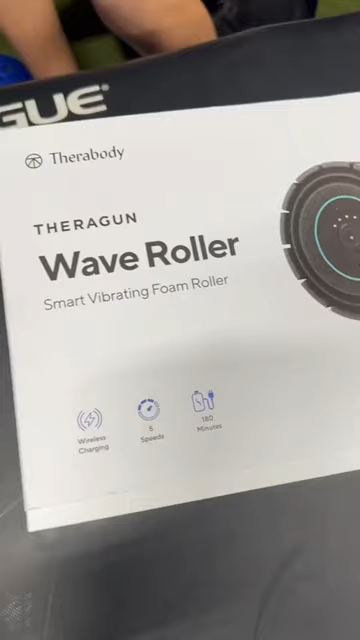 GUE
Therabody
THERAGUN
Wave Roller
Smart Vibrating Foam Roller
Wireless
Charging
5
Speeds
180
Minutes